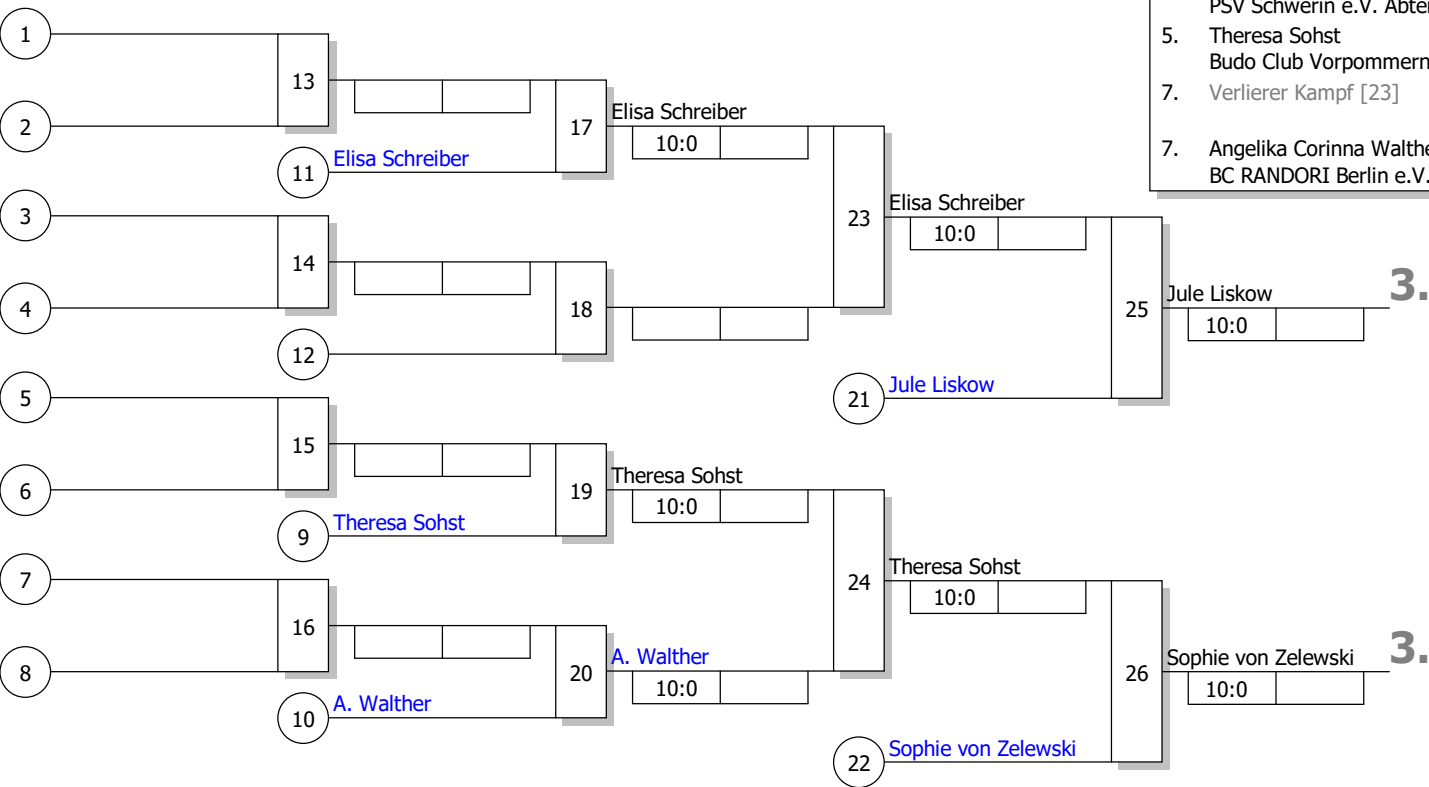 PSV Schwerin e.V.
5. Theresa Sohst
Budo Club Vorpommern
7. Verlierer Kampf [23]
7. Angelika Corinna
BC RANDORI Berlin e.V.
1
13
2
17
Elisa Schreiber
10:0
11
Elisa Schreiber
3
14
23
Elisa Schreiber
10:0
4
18
12
25
Jule Liskow
3.
10:0
5
15
21
Jule Liskow
6
19
Theresa Sohst
10:0
9
Theresa Sohst
7
16
24
Theresa Sohst
10:0
8
20
A. Walther
10:0
10
A. Walther
26
Sophie von Zelewski
3.
10:0
22
Sophie von Zelewski